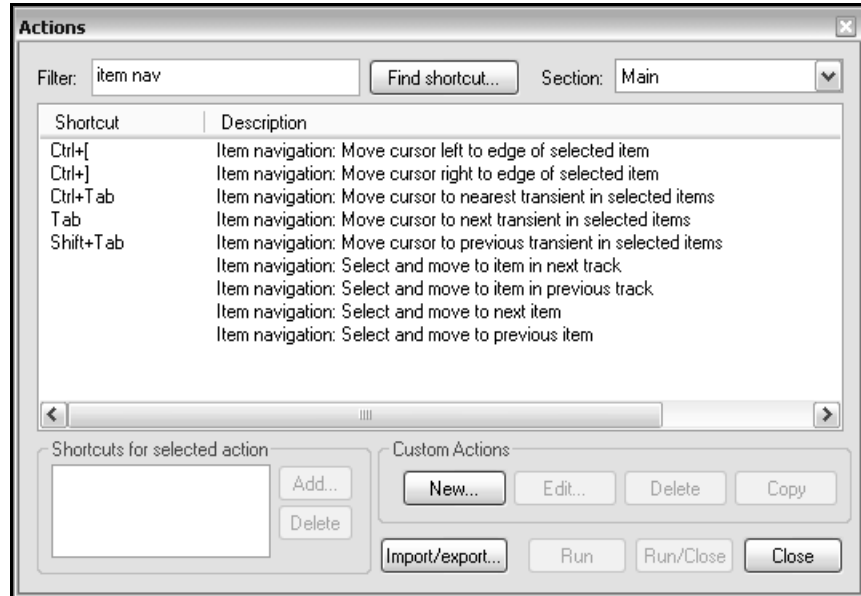 Actions
Filter: item nav Find shortcut... Section: Main
Shortcut Description
Ctrl+[ Item navigation: Move cursor left to edge of selected item
Ctrl+] Item navigation: Move cursor right to edge of selected item
Ctrl+Tab Item navigation: Move cursor to nearest transient in selected items
Tab Item navigation: Move cursor to next transient in selected items
Shift+Tab Item navigation: Move cursor to previous transient in selected items
Item navigation: Select and move to item in next track
Item navigation: Select and move to item in previous track
Item navigation: Select and move to next item
Item navigation: Select and move to previous item
Shortcuts for selected action
Add...
Delete
Custom Actions
New... Edit... Delete Copy
Import/export... Run Run/Close Close